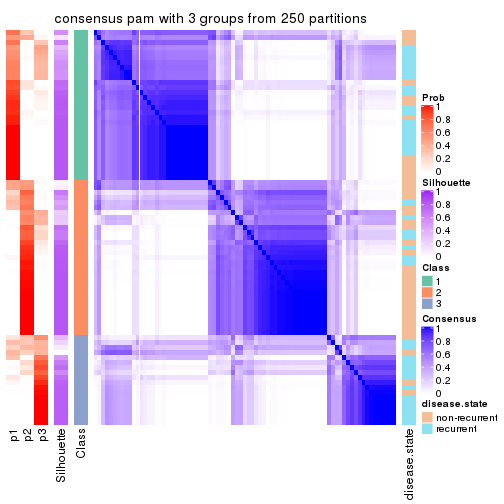 consensus pam with 3 groups from 250 partitions
Prob
1
0.8
0.6
0.4
0.2
0
Silhouette
1
0.8
0.6
0.4
0.2
0
Class
1
2
3
Consensus
1
0.8
0.6
0.4
0.2
0
disease.state
non-recurrent
recurrent
p1
p2
p3
Silhouette
Class
disease.state